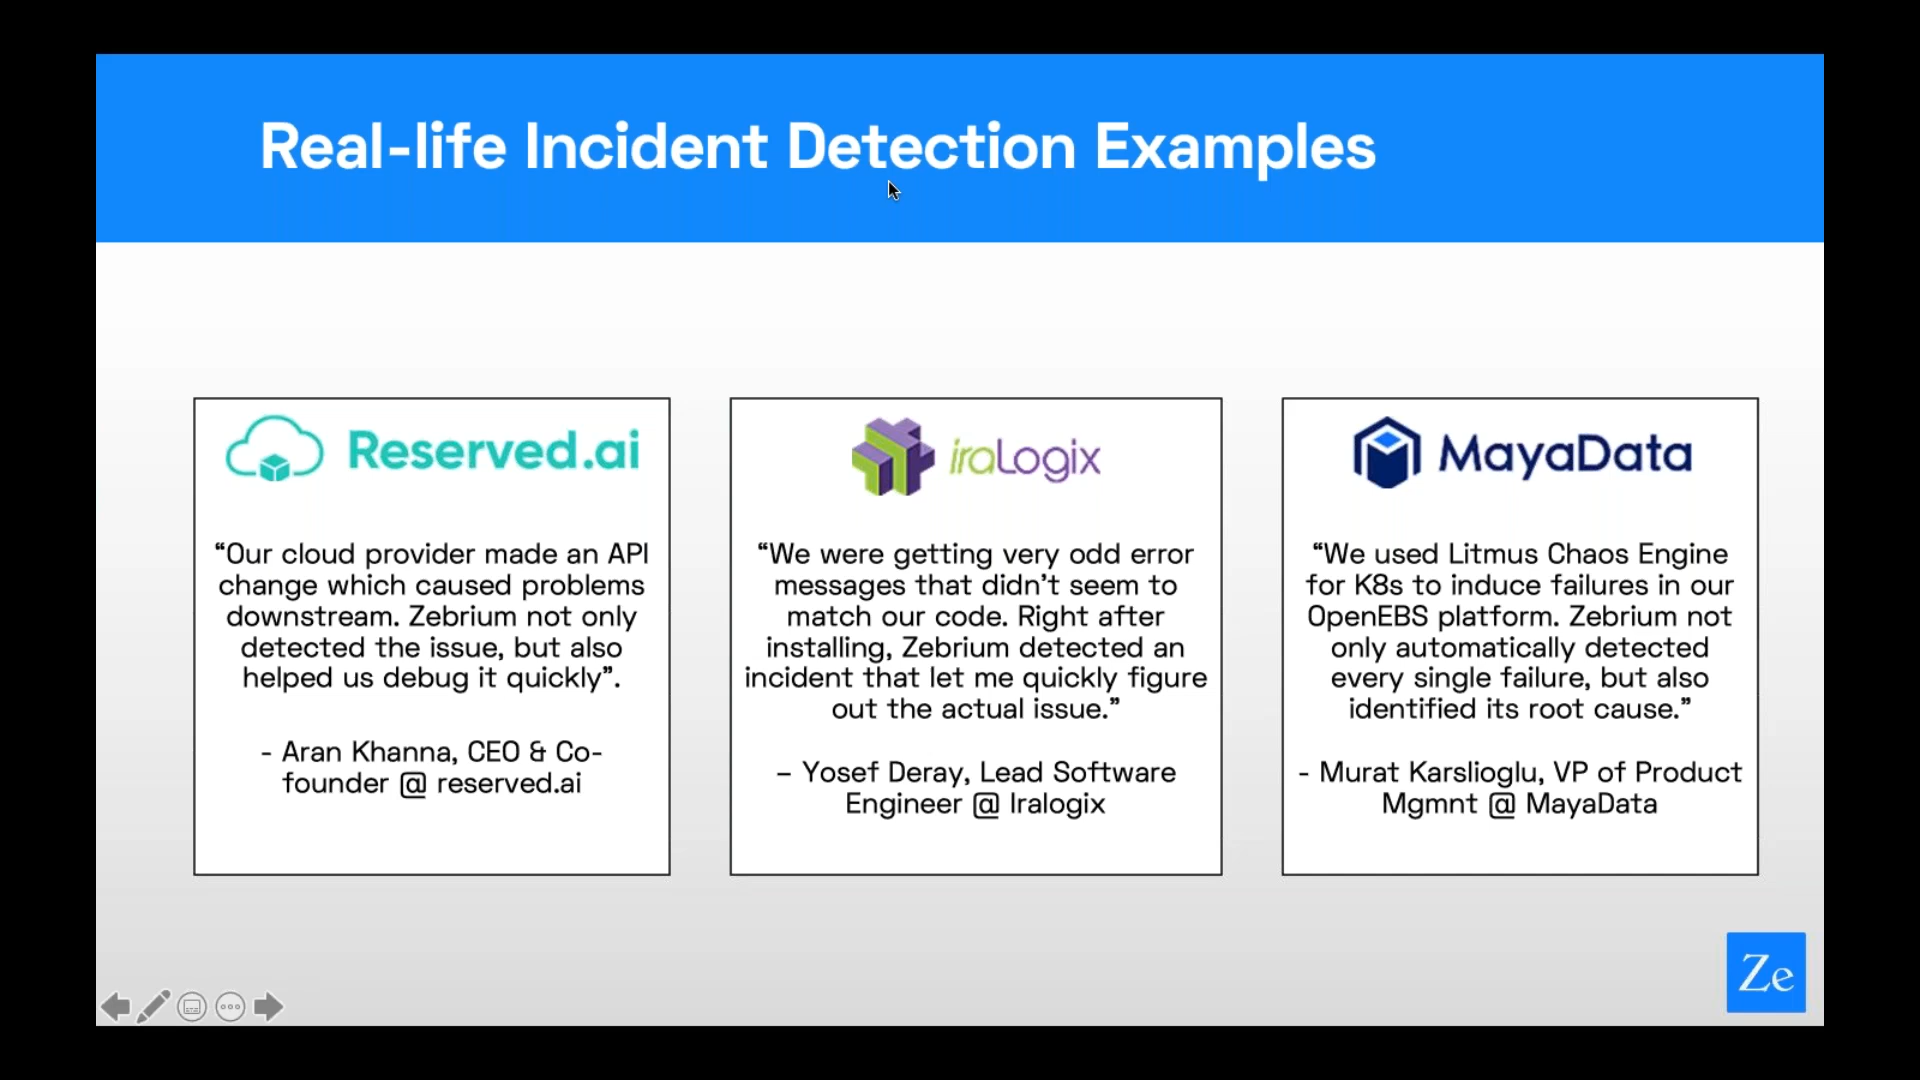 Real-life Incident Detection Examples
Reserved.ai
“Our cloud provider made an API
change which caused problems
downstream. Zebrium not only
detected the issue, but also
helped us debug it quickly”.
- Aran Khanna, CEO & Co-
founder @ reserved.ai
iraLogix
“We were getting very odd error
messages that didn’t seem to
match our code. Right after
installing, Zebrium detected an
incident that let me quickly figure
out the actual issue.”
– Yosef Deray, Lead Software
Engineer @ Iralogix
MayaData
“We used Litmus Chaos Engine
for K8s to induce failures in our
OpenEBS platform. Zebrium not
only automatically detected
every single failure, but also
identified its root cause.”
- Murat Karslioglu, VP of Product
Mgmnt @ MayaData
Ze